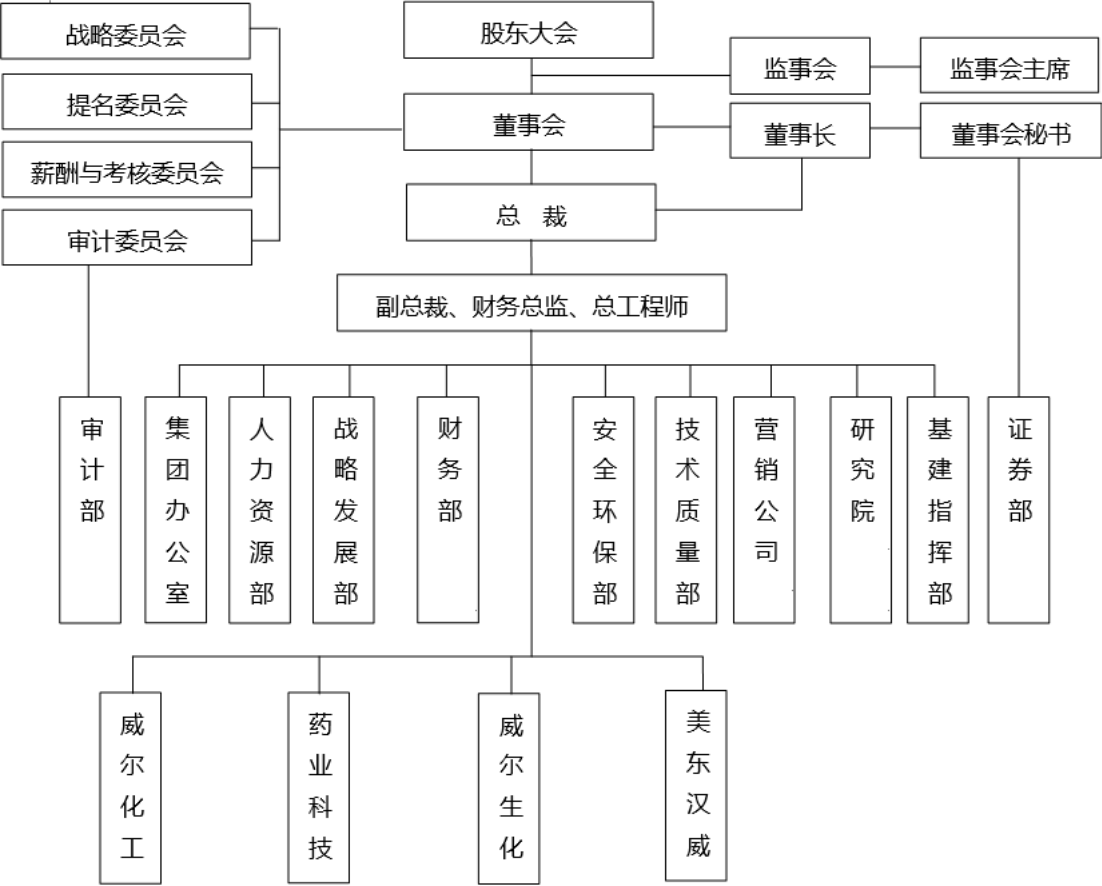 战略委员会
提名委员会
薪酬与考核委员会
审计委员会
股东大会
监事会
监事会主席
董事会
董事长
董事会秘书
总 裁
副总裁、财务总监、总工程师
审计部
集团办公室
人力资源部
战略发展部
财务部
安全环保部
技术质量部
营销公司
研究院
基建指挥部
证券部
威尔化工
药业科技
威尔生化
美东汉威